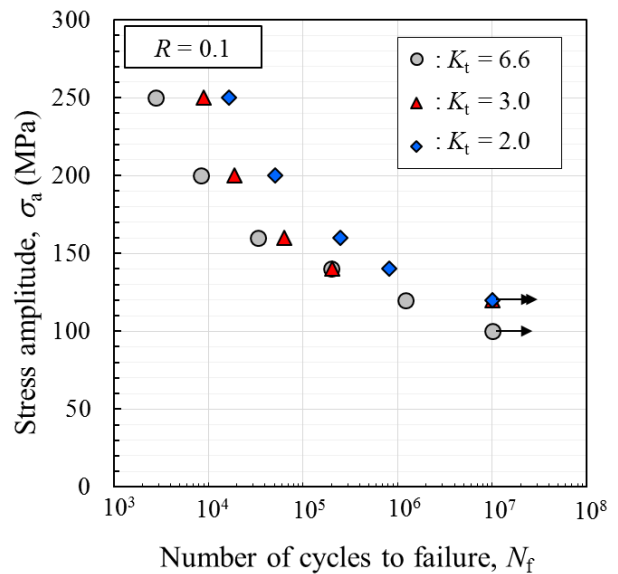 R = 0.1
: Kt = 6.6
: Kt = 3.0
: Kt = 2.0
300
250
200
150
100
50
0
Stress amplitude, σa (MPa)
10³ 10⁴ 10⁵ 10⁶ 10⁷ 10⁸
Number of cycles to failure, Nf